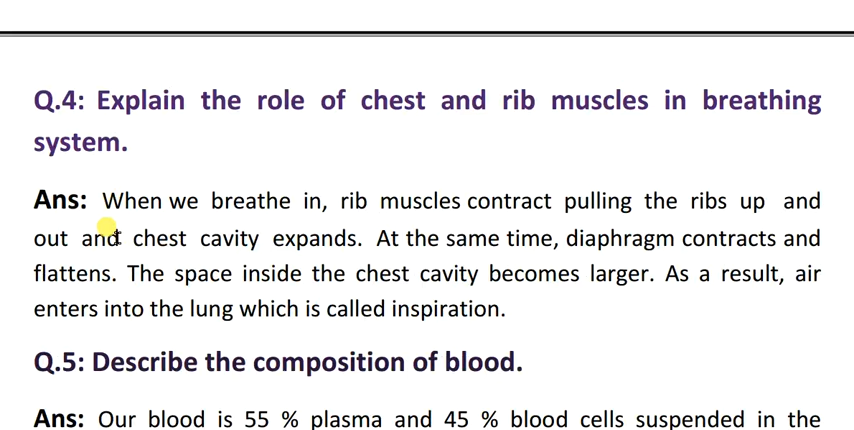 Q.4: Explain the role of chest and rib muscles in breathing
system.
Ans: When we breathe in, rib muscles contract pulling the ribs up and
out and chest cavity expands. At the same time, diaphragm contracts and
flattens. The space inside the chest cavity becomes larger. As a result, air
enters into the lung which is called inspiration.
Q.5: Describe the composition of blood.
Ans: Our blood is 55 % plasma and 45 % blood cells suspended in the